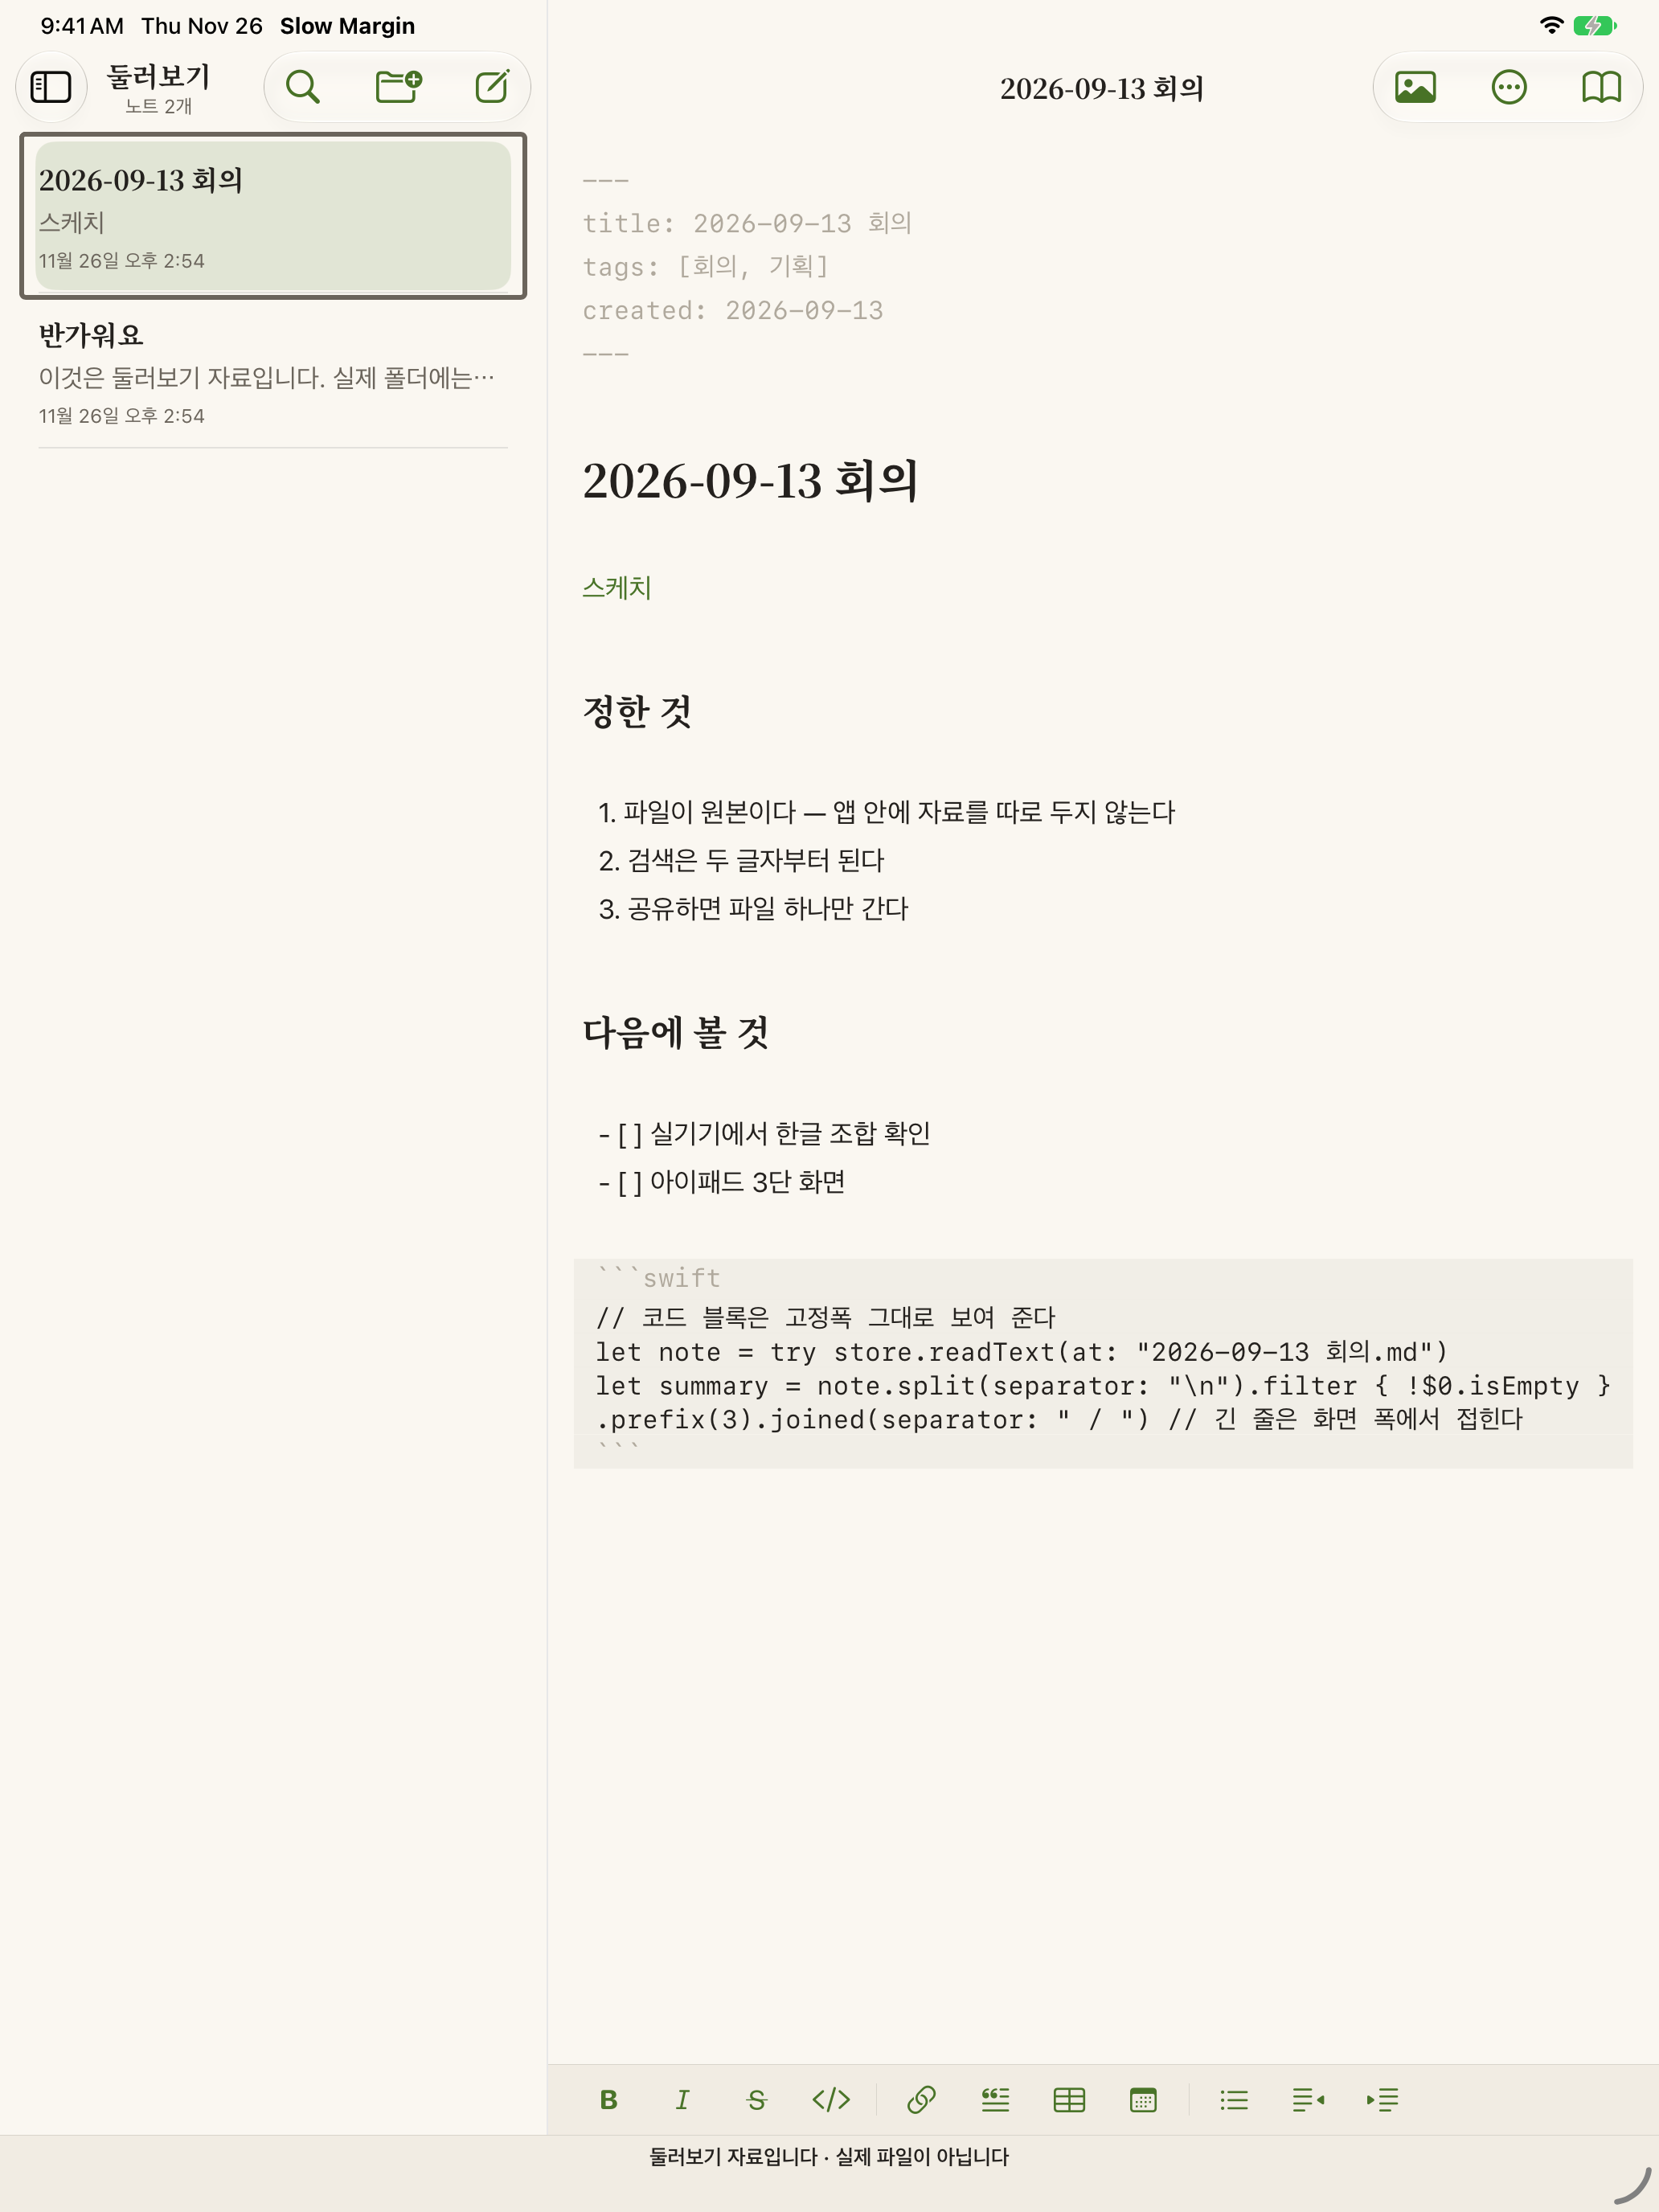 9:41 AM Thu Nov 26 Slow Margin
둘러보기
노트 2개
2026-09-13 회의
스케치
11월 26일 오후 2:54
반가워요
이것은 둘러보기 자료입니다. 실제 폴더에는…
11월 26일 오후 2:54
2026-09-13 회의
---
title: 2026-09-13 회의
tags: [회의, 기획]
created: 2026-09-13
---
2026-09-13 회의
스케치
정한 것
1. 파일이 원본이다 — 앱 안에 자료를 따로 두지 않는다
2. 검색은 두 글자부터 된다
3. 공유하면 파일 하나만 간다
다음에 볼 것
- [ ] 실기기에서 한글 조합 확인
- [ ] 아이패드 3단 화면
```swift
// 코드 블록은 고정폭 그대로 보여 준다
let note = try store.readText(at: "2026-09-13 회의.md")
let summary = note.split(separator: "\n").filter { !$0.isEmpty }
.prefix(3).joined(separator: " / ") // 긴 줄은 화면 폭에서 접힌다
```
B I S </>
둘러보기 자료입니다 · 실제 파일이 아닙니다